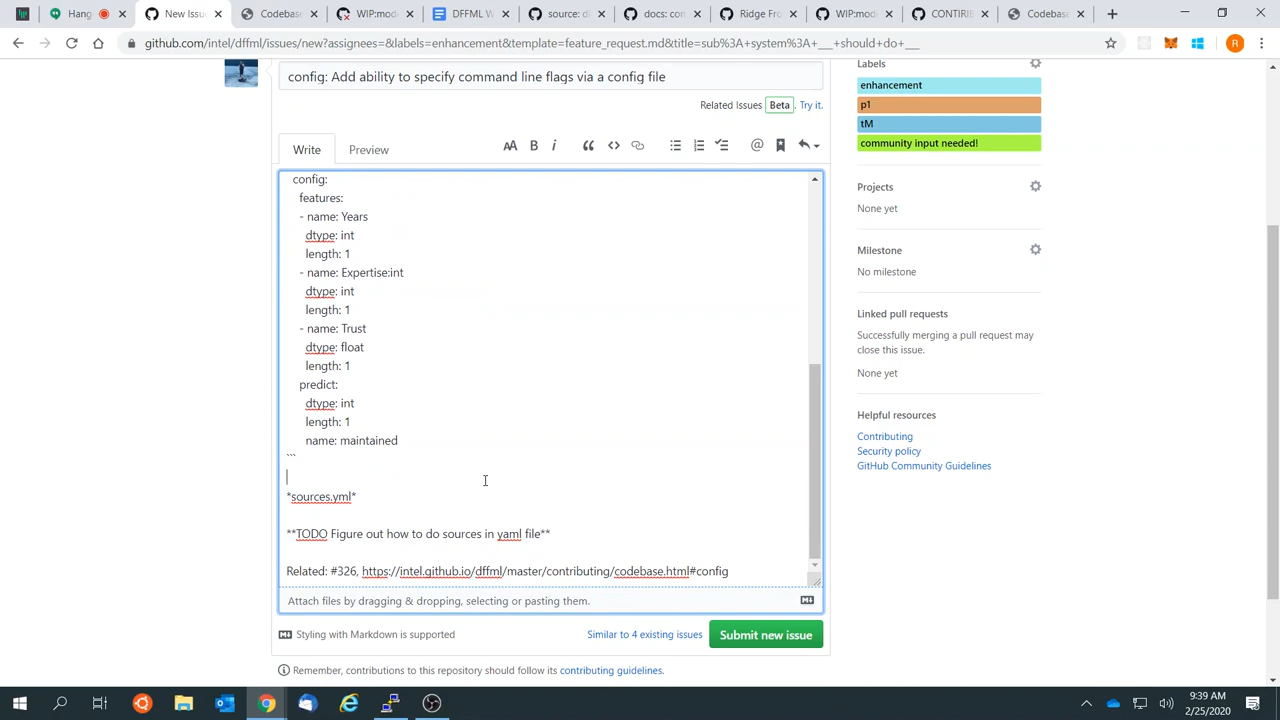 Hang
New Issue
Codebase
WIP:mode
DFFML W
source: di
docs: con
Ridge Fro
WIP:mode
CONTIRIB
Codebase
github.com/intel/dffml/issues/new?assignees=&labels=enhancement&template=feature_request.md&title=sub%3A+system%3A+___+should+do+___
R
config: Add ability to specify command line flags via a config file
Related Issues Beta. Try it.
Write
Preview
config:
features:
- name: Years
dtype: int
length: 1
- name: Expertise:int
dtype: int
length: 1
- name: Trust
dtype: float
length: 1
predict:
dtype: int
length: 1
name: maintained
```
*sources.yml*
**TODO Figure out how to do sources in yaml file**
Related: #326, https://intel.github.io/dffml/master/contributing/codebase.html#config
Attach files by dragging & dropping, selecting or pasting them.
Styling with Markdown is supported
Similar to 4 existing issues
Submit new issue
Remember, contributions to this repository should follow its contributing guidelines.
Labels
enhancement
p1
tM
community input needed!
Projects
None yet
Milestone
No milestone
Linked pull requests
Successfully merging a pull request may
close this issue.
None yet
Helpful resources
Contributing
Security policy
GitHub Community Guidelines
9:39 AM
2/25/2020